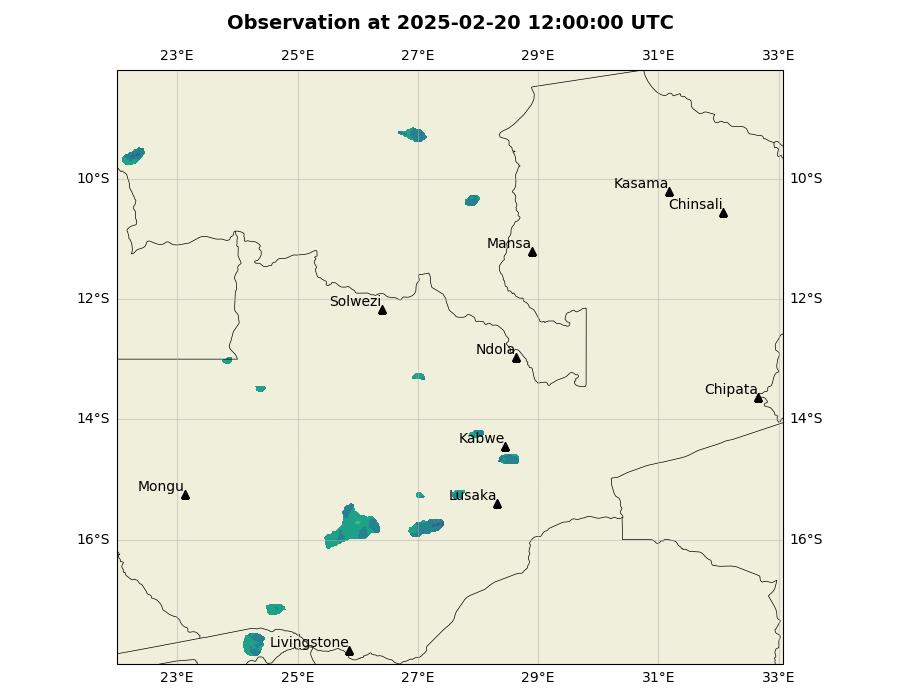 Observation at 2025-02-20 12:00:00 UTC
23°E 25°E 27°E 29°E 31°E 33°E
10°S 10°S
Kasama
Chinsali
Mansa
12°S 12°S
Solwezi
Ndola
Chipata
14°S 14°S
Kabwe
Mongu
Lusaka
16°S 16°S
Livingstone
23°E 25°E 27°E 29°E 31°E 33°E